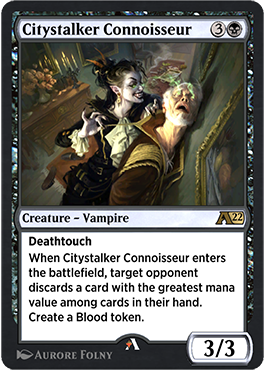 Citystalker Connoisseur 3
Creature – Vampire
A22
Deathtouch
When Citystalker Connoisseur enters
the battlefield, target opponent
discards a card with the greatest mana
value among cards in their hand.
Create a Blood token.
3/3
AURORE FOLNY